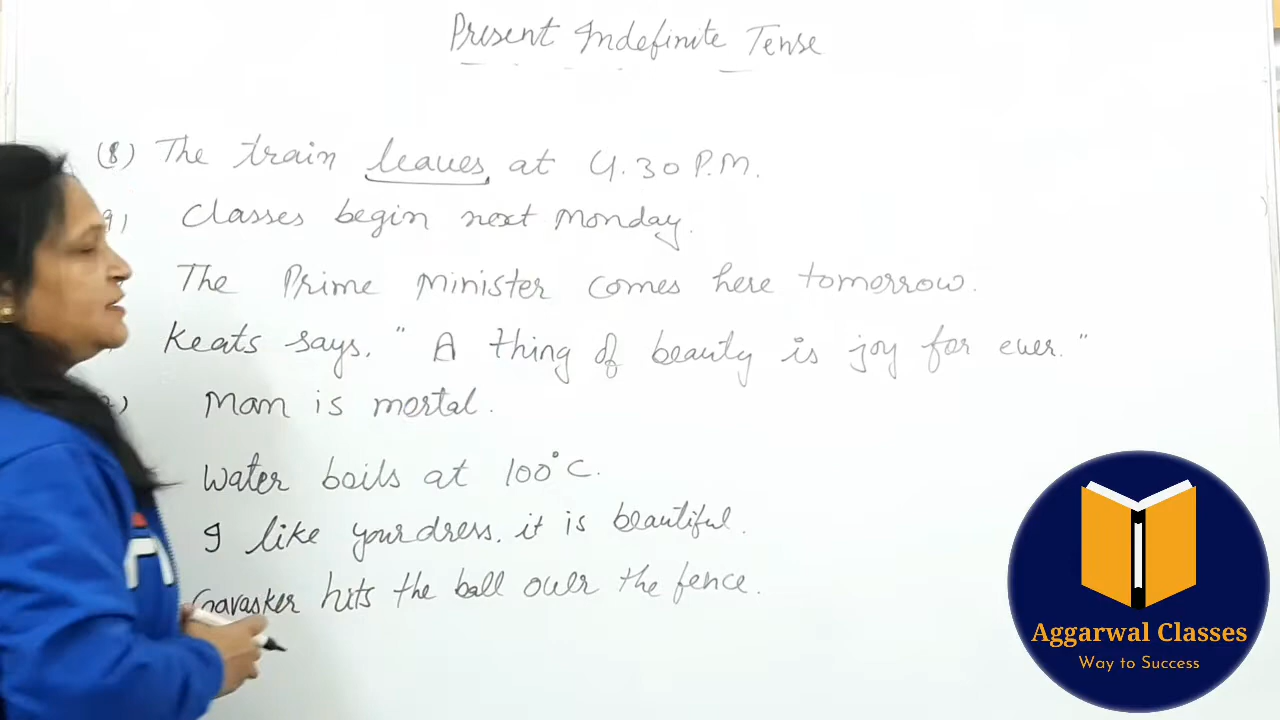 Present Indefinite Tense
(8) The train leaves at 4.30 P.M.
9) Classes begin next Monday.
The Prime Minister comes here tomorrow.
Keats says, " A thing of beauty is joy for ever. "
) Man is mortal.
Water boils at 100°C.
I like your dress. it is beautiful.
Gavasker hits the ball over the fence.
Aggarwal Classes
Way to Success